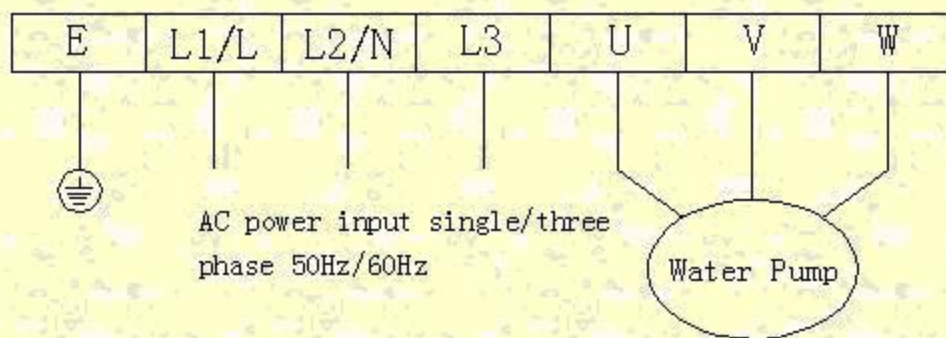 E L1/L L2/N L3 U V W
AC power input single/three
phase 50Hz/60Hz
Water Pump